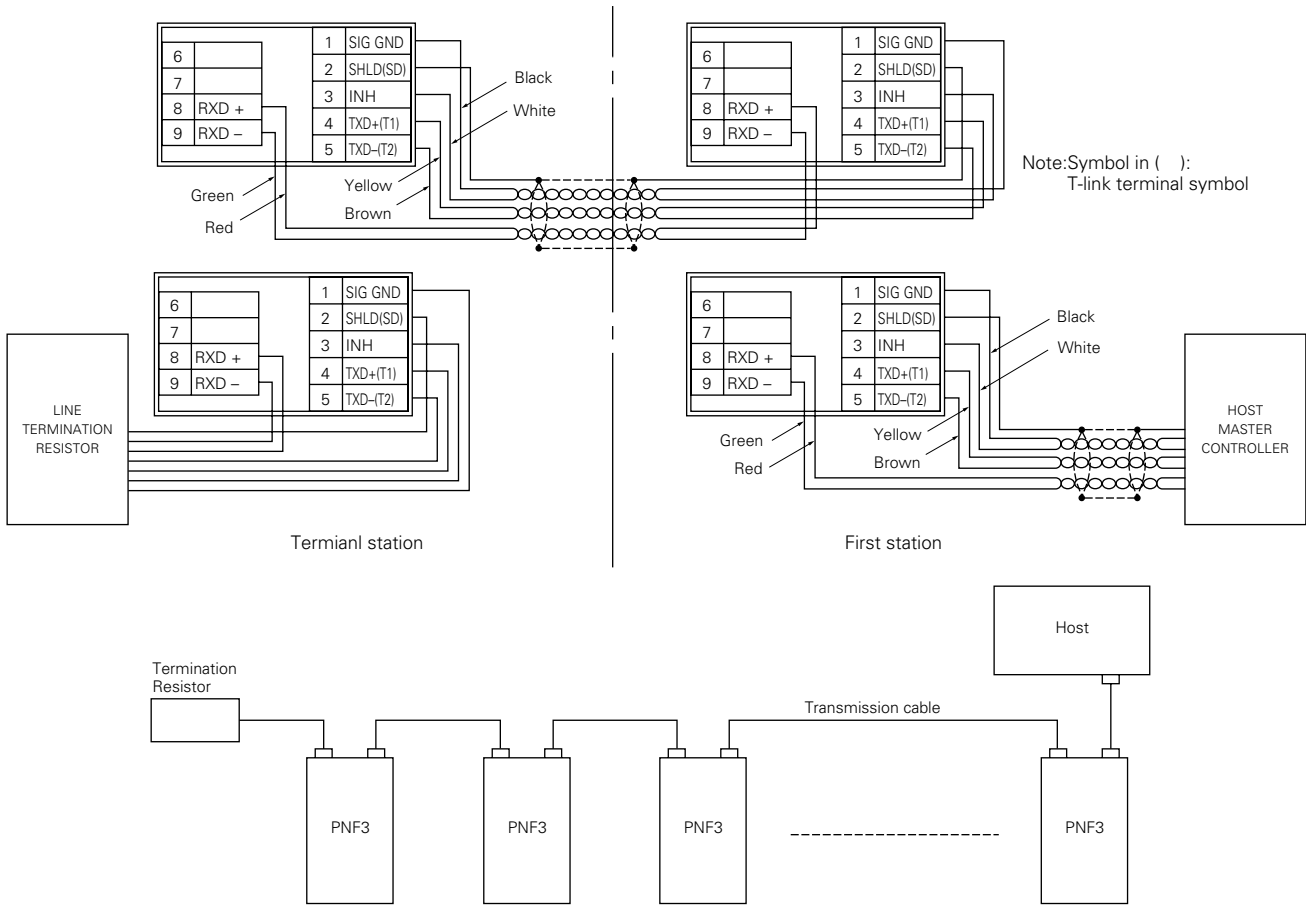 1 SIG GND
2 SHLD(SD)
3 INH
4 TXD+(T1)
5 TXD–(T2)
6
7
8 RXD +
9 RXD –
Black
White
Yellow
Brown
Green
Red
1 SIG GND
2 SHLD(SD)
3 INH
4 TXD+(T1)
5 TXD–(T2)
6
7
8 RXD +
9 RXD –
Note:Symbol in ( ):
T-link terminal symbol
LINE
TERMINATION
RESISTOR
1 SIG GND
2 SHLD(SD)
3 INH
4 TXD+(T1)
5 TXD–(T2)
6
7
8 RXD +
9 RXD –
Termianl station
1 SIG GND
2 SHLD(SD)
3 INH
4 TXD+(T1)
5 TXD–(T2)
6
7
8 RXD +
9 RXD –
Black
White
Yellow
Brown
Green
Red
HOST
MASTER
CONTROLLER
First station
Host
Termination
Resistor
Transmission cable
PNF3
PNF3
PNF3
PNF3